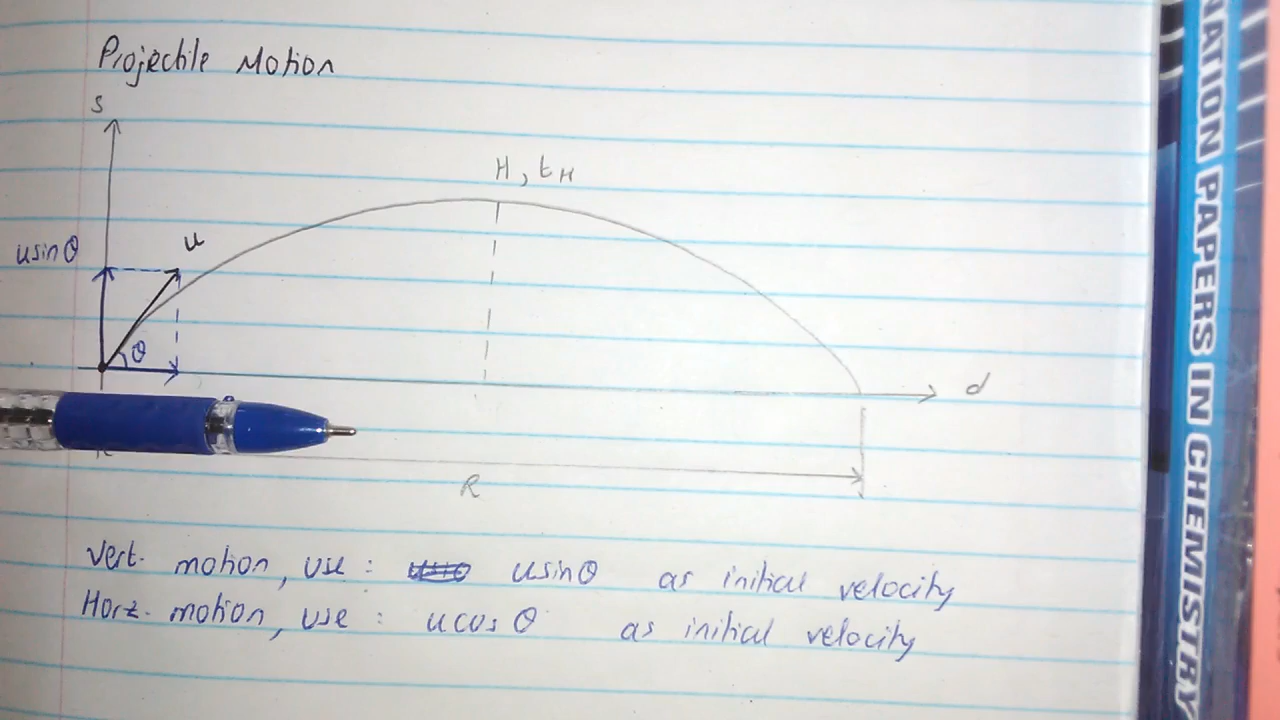 Projectile Motion
s
H, tH
u
usinθ
θ
d
R
Vert. motion, use : usinθ as initial velocity
Horz. motion, use : ucosθ as initial velocity
NATION PAPERS IN CHEMISTRY